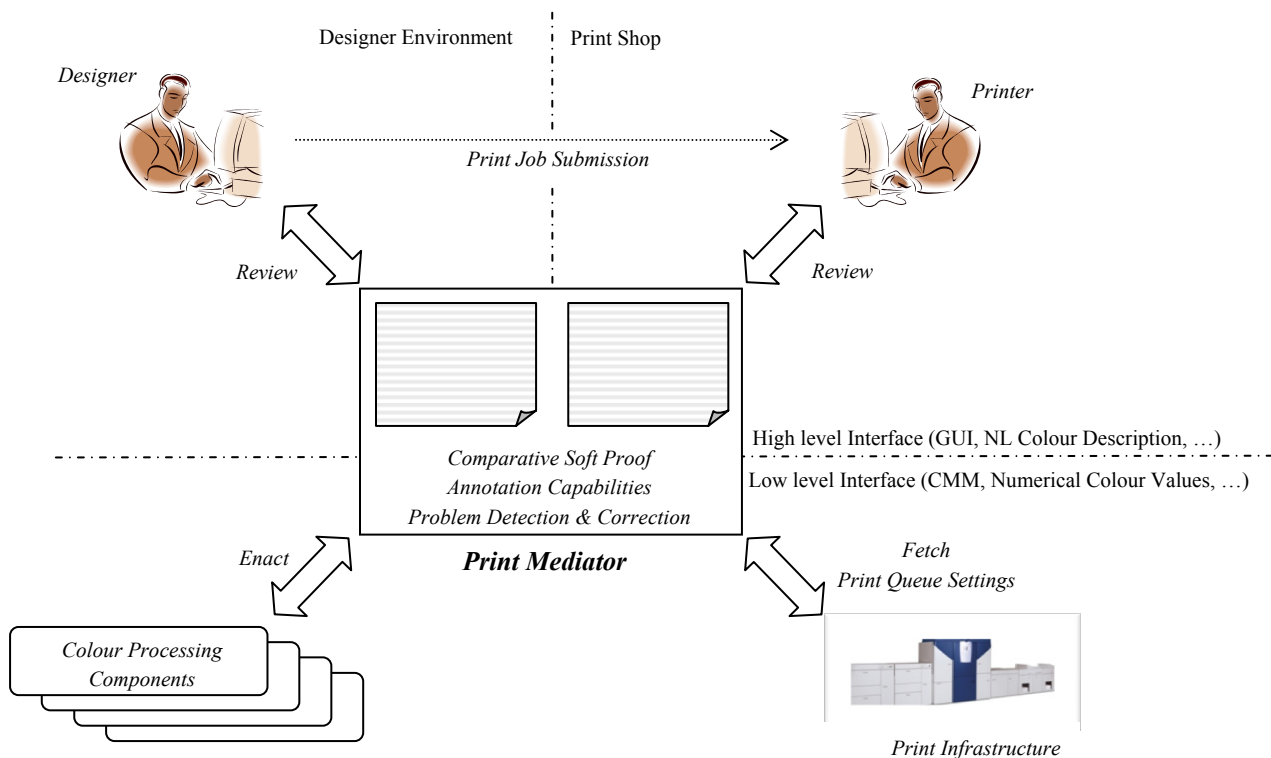 Designer Environment
Print Shop
Designer
Printer
Print Job Submission
Review
Review
High level Interface (GUI, NL Colour Description, …)
Low level Interface (CMM, Numerical Colour Values, …)
Comparative Soft Proof
Annotation Capabilities
Problem Detection & Correction
Print Mediator
Enact
Fetch
Print Queue Settings
Colour Processing
Components
Print Infrastructure